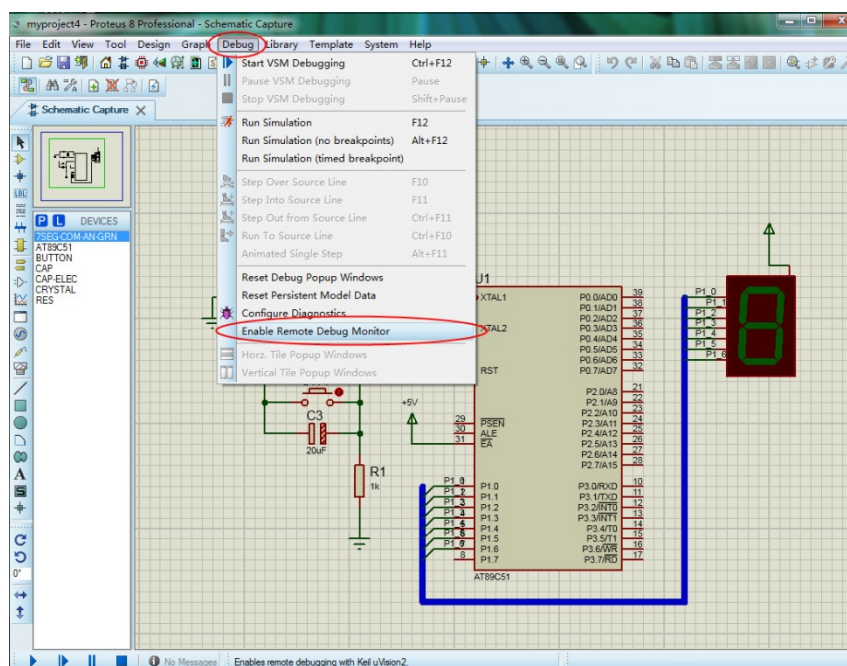 myproject4 - Proteus 8 Professional - Schematic Capture
File Edit View Tool Design Graph Debug Library Template System Help
Start VSM Debugging Ctrl+F12
Pause VSM Debugging Pause
Stop VSM Debugging Shift+Pause
Schematic Capture
Run Simulation F12
Run Simulation (no breakpoints) Alt+F12
Run Simulation (timed breakpoint)
Step Over Source Line F10
Step Into Source Line F11
Step Out from Source Line Ctrl+F11
Run To Source Line Ctrl+F10
Animated Single Step Alt+F11
Reset Debug Popup Windows
Reset Persistent Model Data
Configure Diagnostics
Enable Remote Debug Monitor
Horz. Tile Popup Windows
Vertical Tile Popup Windows
LBL
P L DEVICES
7SEG-COM-AN-GRN
AT89C51
BUTTON
CAP
CAP-ELEC
CRYSTAL
RES
A
S
0°
U1
XTAL1
XTAL2
RST
29 PSEN
30 ALE
31 EA
P1.0
P1.1
P1.2
P1.3
P1.4
P1.5
P1.6
8 P1.7
P0.0/AD0 39
P0.1/AD1 38
P0.2/AD2 37
P0.3/AD3 36
P0.4/AD4 35
P0.5/AD5 34
P0.6/AD6 33
P0.7/AD7 32
P2.0/A8 21
P2.1/A9 22
P2.2/A10 23
P2.3/A11 24
P2.4/A12 25
P2.5/A13 26
P2.6/A14 27
P2.7/A15 28
P3.0/RXD 10
P3.1/TXD 11
P3.2/INT0 12
P3.3/INT1 13
P3.4/T0 14
P3.5/T1 15
P3.6/WR 16
P3.7/RD 17
AT89C51
P1_0
P1_1
P1_2
P1_3
P1_4
P1_5
P1_6
+5V
C3
20uF
R1
1k
No Messages
Enables remote debugging with Keil uVision2.